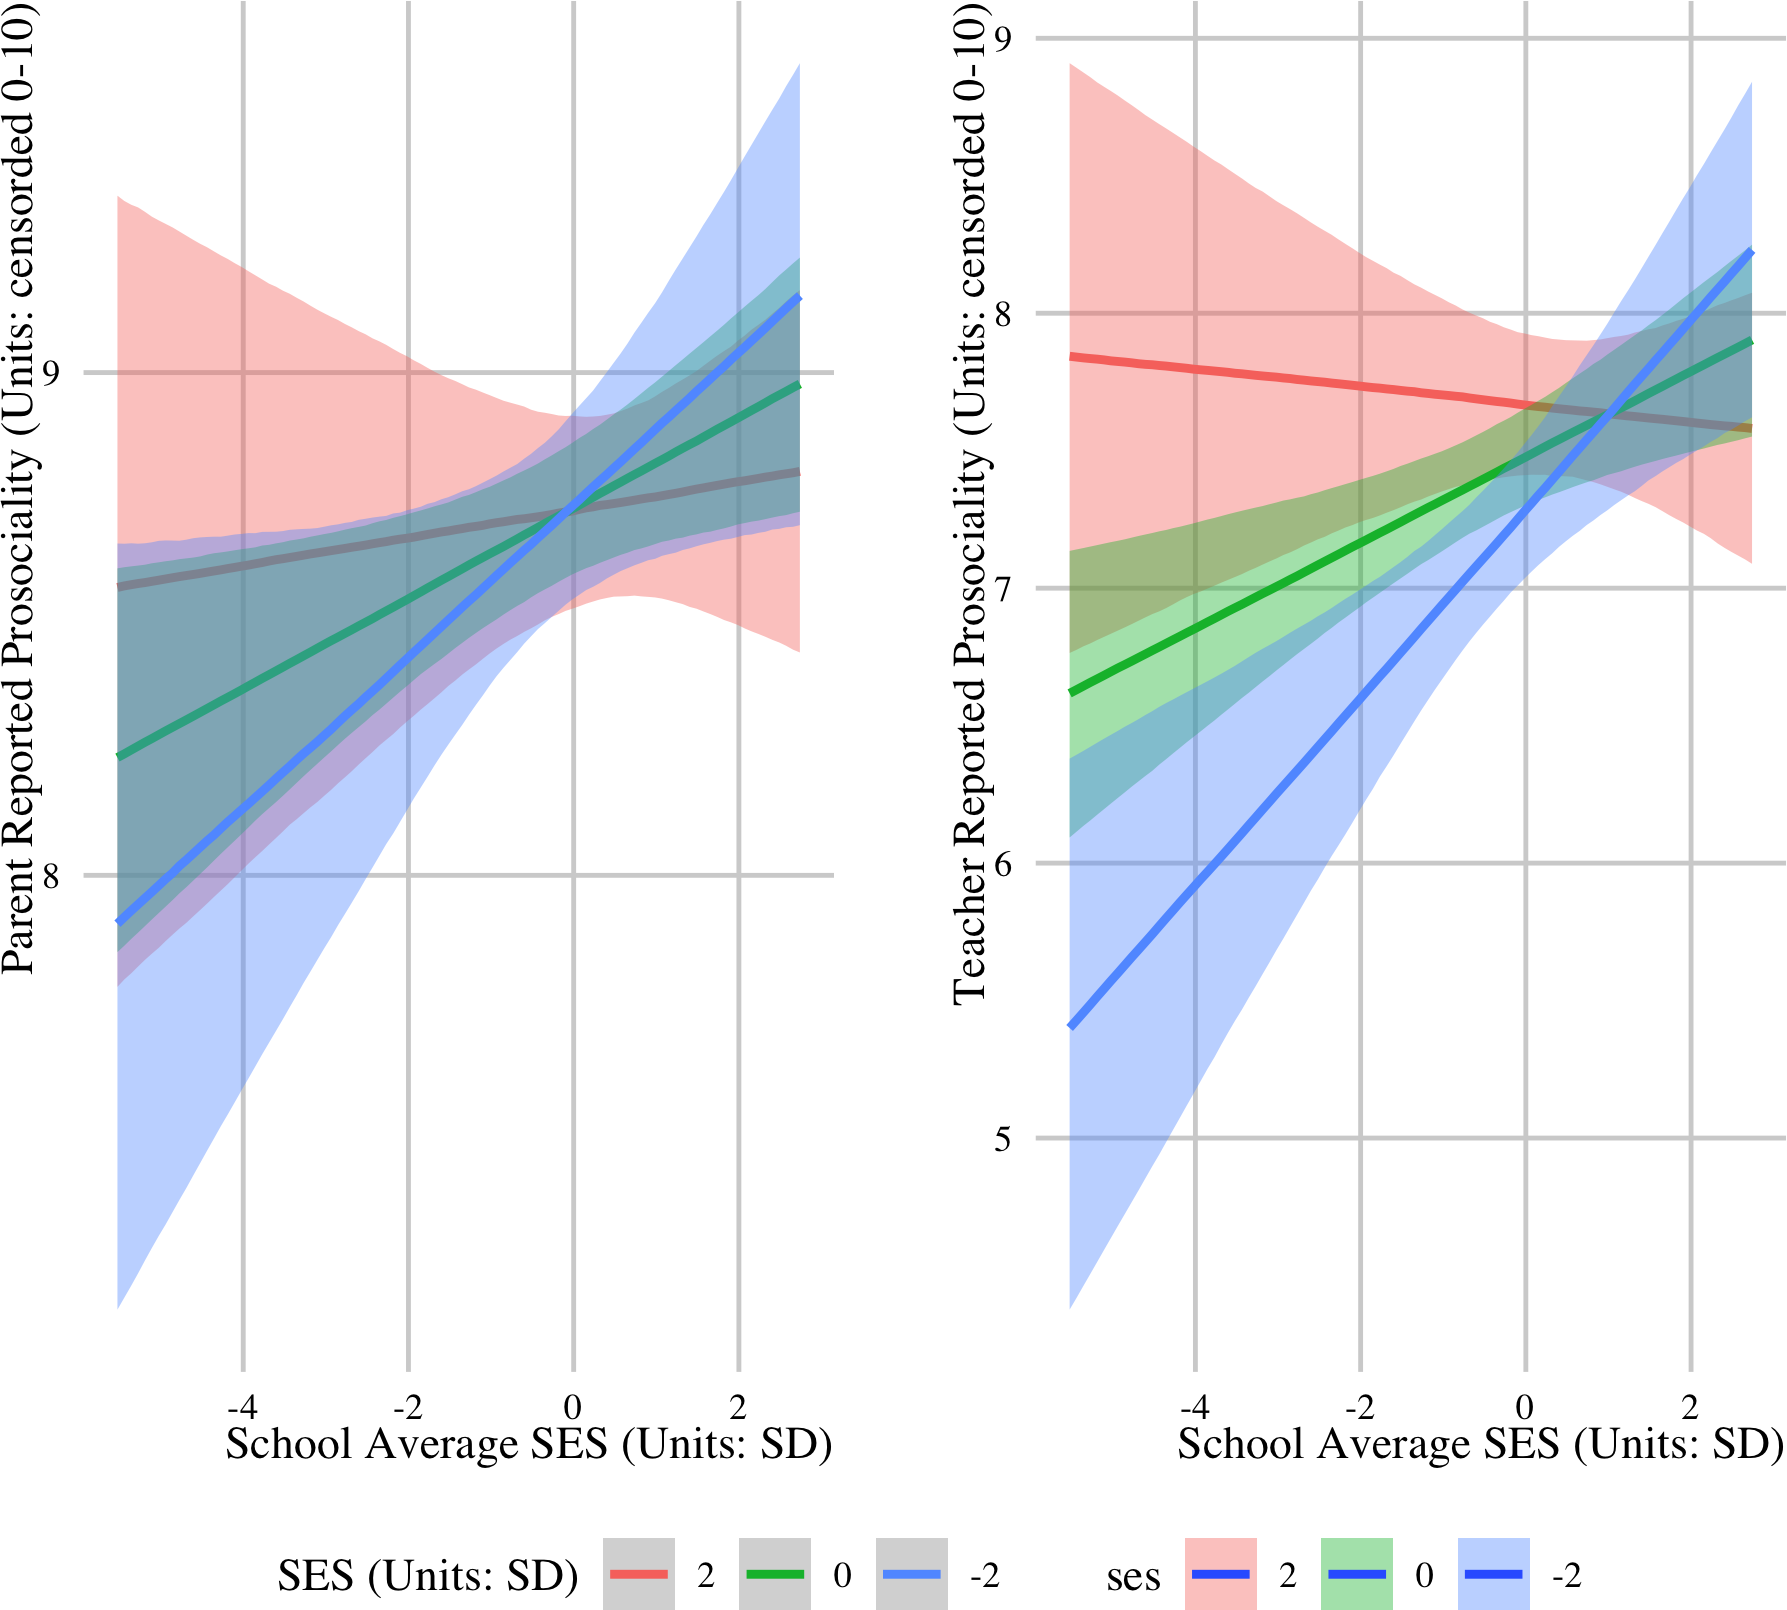 Parent Reported Prosociality (Units: censorded 0-10)
9
8
-4 -2 0 2
School Average SES (Units: SD)
Teacher Reported Prosociality (Units: censorded 0-10)
9
8
7
6
5
-4 -2 0 2
School Average SES (Units: SD)
SES (Units: SD) 2 0 -2
ses 2 0 -2